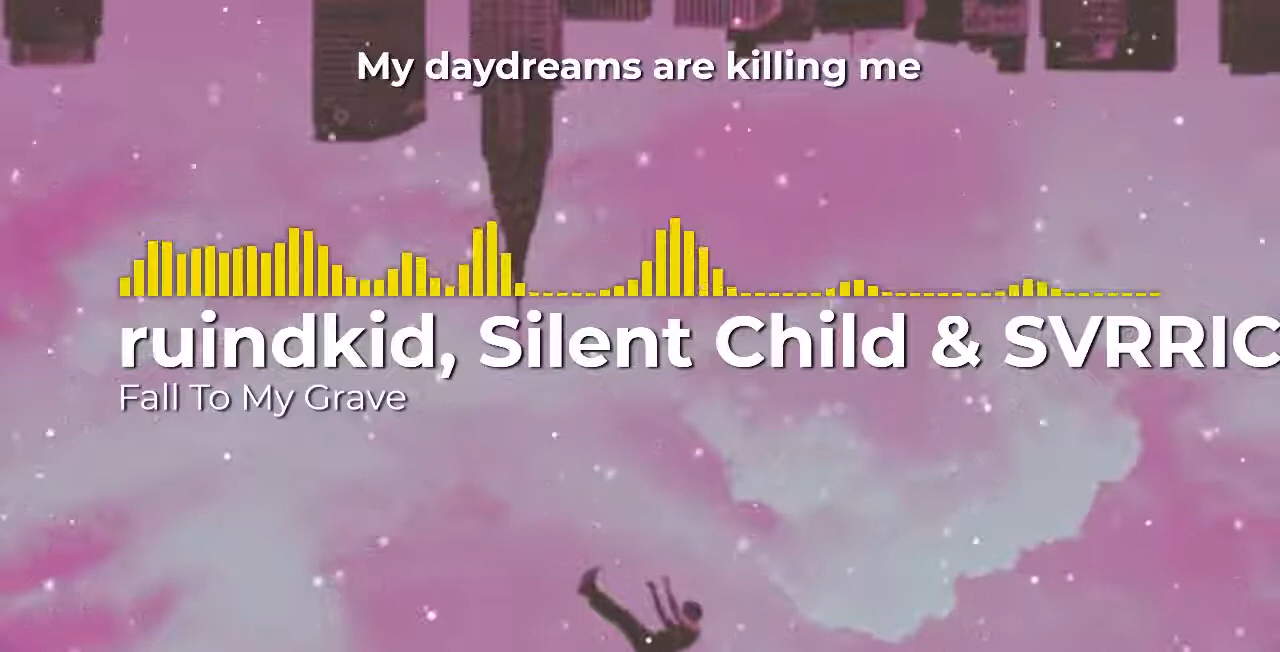 My daydreams are killing me
ruindkid, Silent Child & SVRRIC
Fall To My Grave